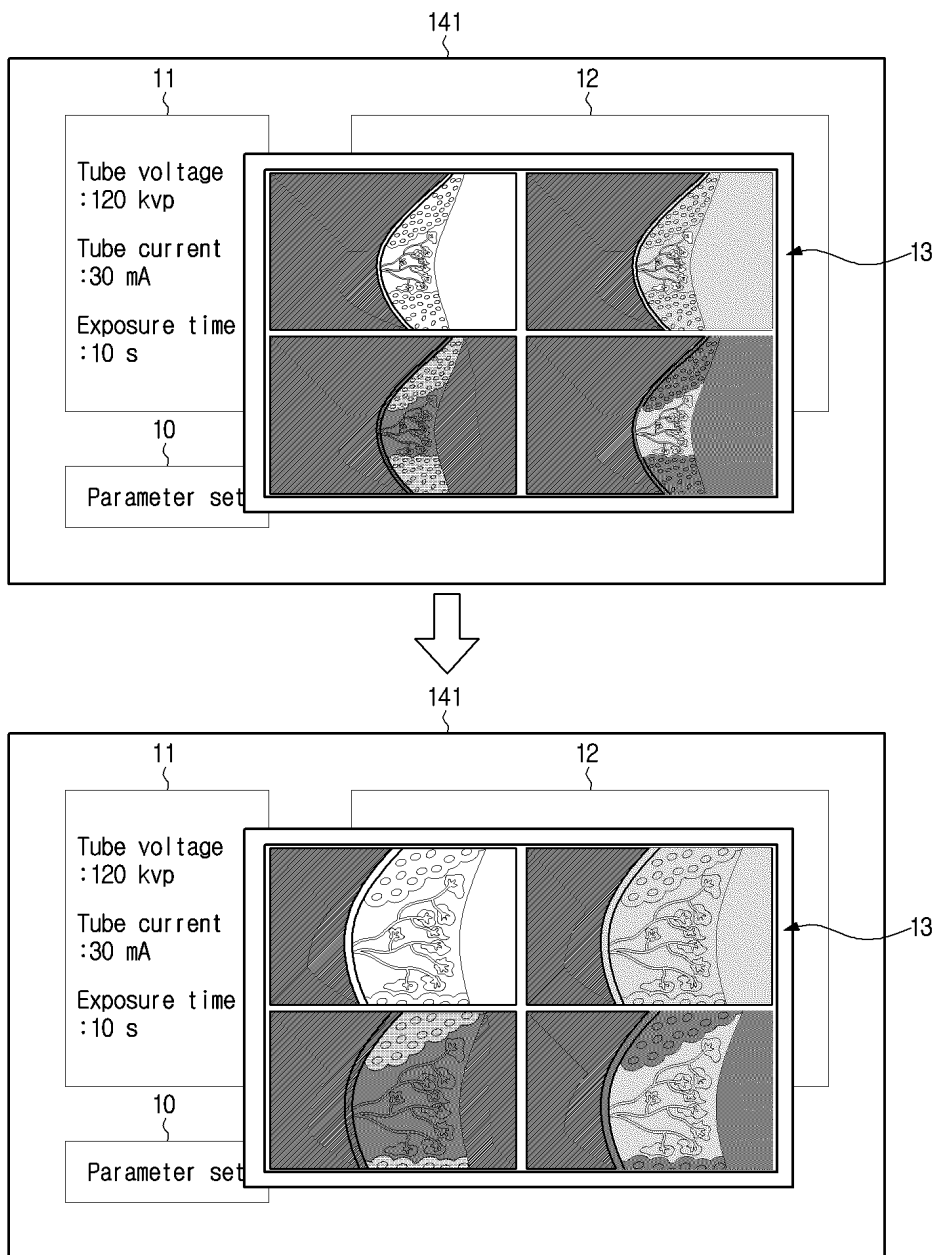 141
11
12
Tube voltage
:120 kvp
13
Tube current
:30 mA
Exposure time
:10 s
10
Parameter set
141
11
12
Tube voltage
:120 kvp
13
Tube current
:30 mA
Exposure time
:10 s
10
Parameter set